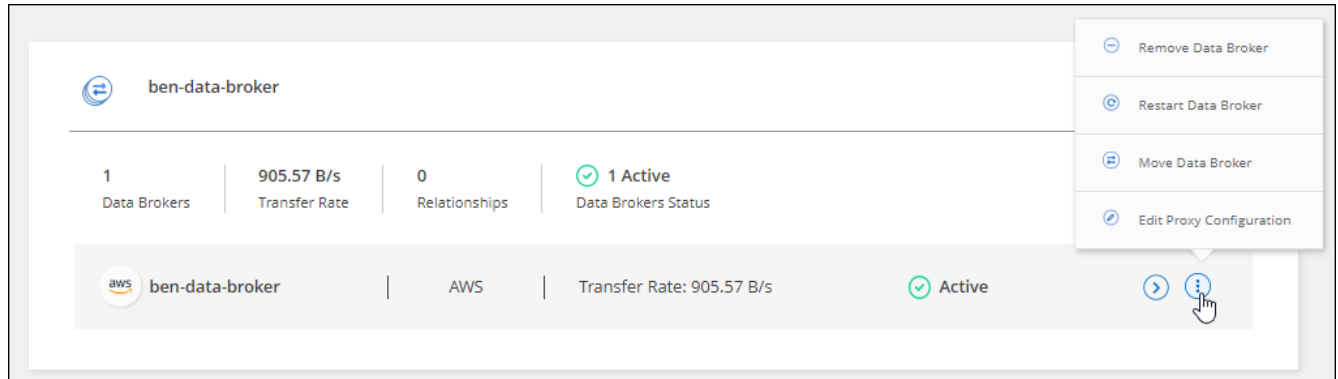 ben-data-broker
1 905.57 B/s 0 1 Active
Data Brokers Transfer Rate Relationships Data Brokers Status
aws ben-data-broker AWS Transfer Rate: 905.57 B/s Active
Remove Data Broker
Restart Data Broker
Move Data Broker
Edit Proxy Configuration